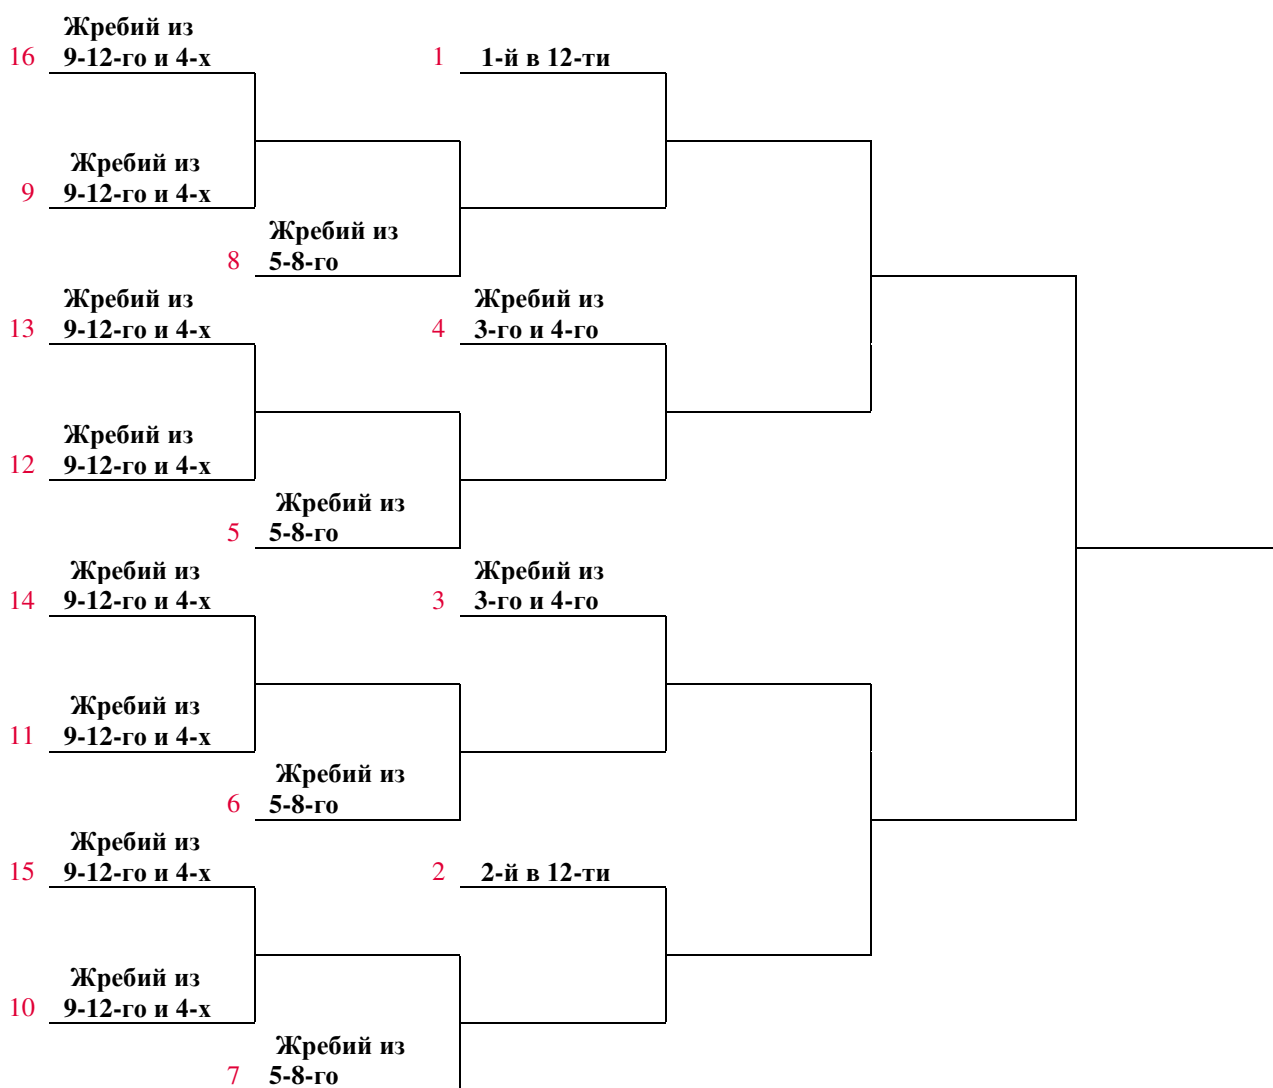 Жребий из
16 9-12-го и 4-х
1 1-й в 12-ти
Жребий из
9 9-12-го и 4-х
Жребий из
8 5-8-го
Жребий из
13 9-12-го и 4-х
Жребий из
4 3-го и 4-го
Жребий из
12 9-12-го и 4-х
Жребий из
5 5-8-го
Жребий из
14 9-12-го и 4-х
Жребий из
3 3-го и 4-го
Жребий из
11 9-12-го и 4-х
Жребий из
6 5-8-го
Жребий из
15 9-12-го и 4-х
2 2-й в 12-ти
Жребий из
10 9-12-го и 4-х
Жребий из
7 5-8-го